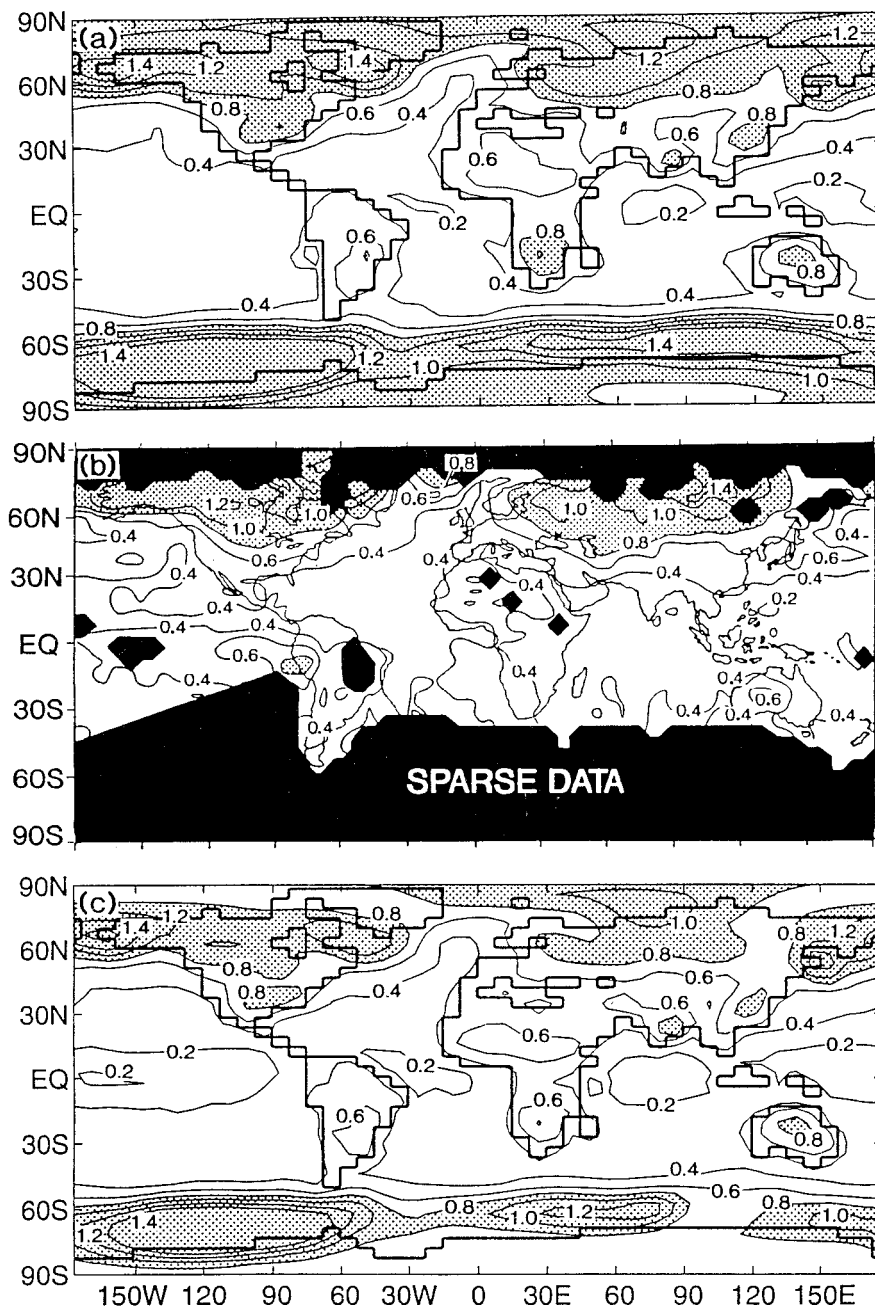 90N (a) 1.4 1.2 1.4 1.2
60N 0.8 0.6 0.4 0.8 0.8
30N 0.4 0.6 0.6 0.4
EQ 0.2 0.2 0.2
30S 0.6 0.4 0.8 0.8
0.4 0.4
0.8 0.8
60S 1.4 1.2 1.0 1.4
1.0
90S
90N (b) 0.8
1.2 1.0 0.6 1.0 1.0 1.4
60N 0.4 0.6 0.4 0.8 0.6
0.4 0.4
30N 0.4 0.4 0.4 0.4 0.4
0.4 0.2
EQ 0.4 0.6
0.4 0.4 0.4 0.6
30S 0.4 0.4 0.4 0.4
60S SPARSE DATA
90S
90N (c) 1.2 0.8 1.0
60N 1.4 0.8 0.8 0.8 1.2
0.6
30N 0.8 0.4 0.6 0.6 0.4
EQ 0.2 0.2 0.2 0.2
30S 0.6 0.6 0.8
0.4
0.6
60S 1.4 0.8 1.0 1.2 0.8 1.0
1.2
90S
150W 120 90 60 30W 0 30E 60 90 120 150E